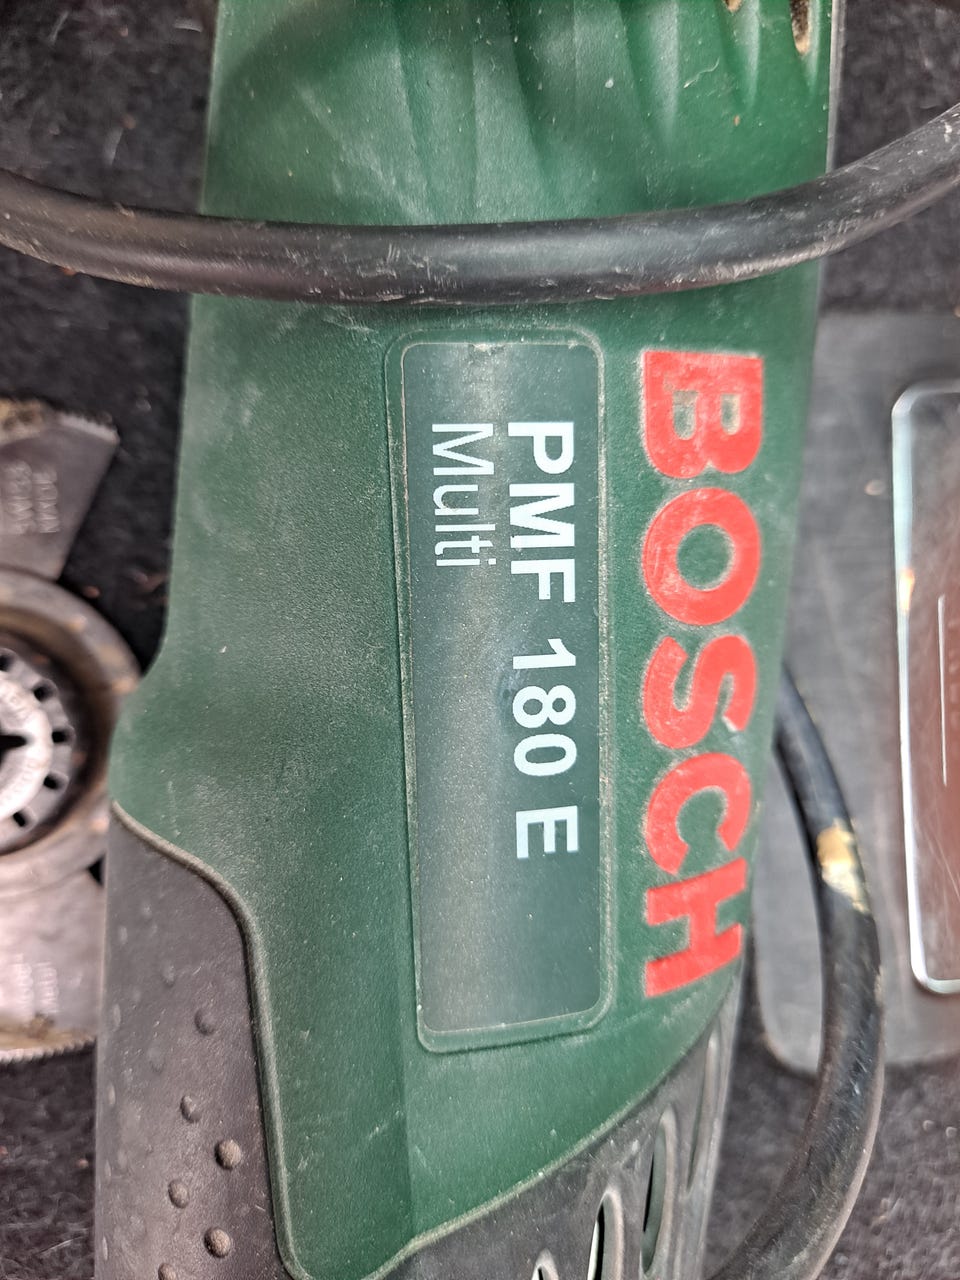 BOSCH
PMF 180 E
Multi